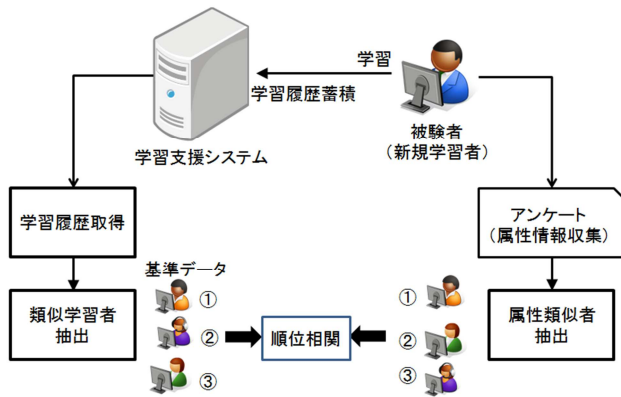 学習
学習履歴蓄積
学習支援システム
被験者
（新規学習者）
学習履歴取得
アンケート
（属性情報収集）
基準データ
類似学習者
抽出
①
②
③
順位相関
①
②
③
属性類似者
抽出